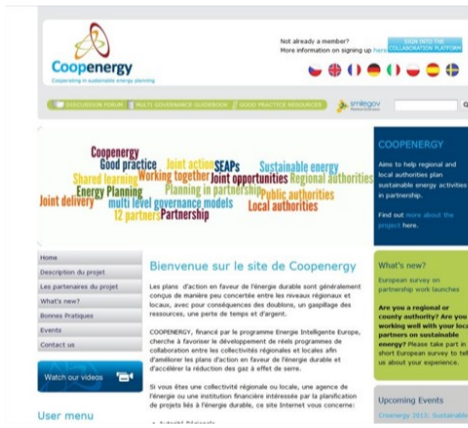 Coopenergy
Cooperating in sustainable energy planning
Not already a member?
More information on signing up here
SIGN INTO THE
COLLABORATION PLATFORM
DISCUSSION FORUM
MULTI GOVERNANCE GUIDEBOOK
GOOD PRACTICE RESOURCES
smilegov
Coopenergy
Good practice Joint action SEAPs Sustainable energy
Shared learning Working together Joint opportunities Regional authorities
Energy Planning Planning in partnership Public authorities
Joint delivery multi level governance models Local authorities
12 partners Partnership
COOPENERGY
Aims to help regional and
local authorities plan
sustainable energy activities
in partnership.
Find out more about the
project here.
Home
Description du projet
Les partenaires du projet
What's new?
Bonnes Pratiques
Events
Contact us
Watch our videos
User menu
Bienvenue sur le site de Coopenergy
Les plans d'action en faveur de l'énergie durable sont généralement
conçus de manière peu concertée entre les niveaux régionaux et
locaux, avec pour conséquences des doublons, un gaspillage des
ressources, une perte de temps et d'argent.
COOPENERGY, financé par le programme Energie Intelligente Europe,
cherche à favoriser le développement de réels programmes de
collaboration entre les collectivités régionales et locales afin
d'améliorer les plans d'action en faveur de l'énergie durable et
d'accélérer la réduction des gaz à effet de serre.
Si vous êtes une collectivité régionale ou locale, une agence de
l'énergie ou une institution financière intéressée par la planification
de projets liés à l'énergie durable, ce site Internet vous concerne:
What's new?
European survey on
partnership work launches
Are you a regional or
county authority? Are you
working well with your local
partners on sustainable
energy? Please take part in
short European survey to tell
us about your experience.
Upcoming Events
Croenergy 2013: Sustainable